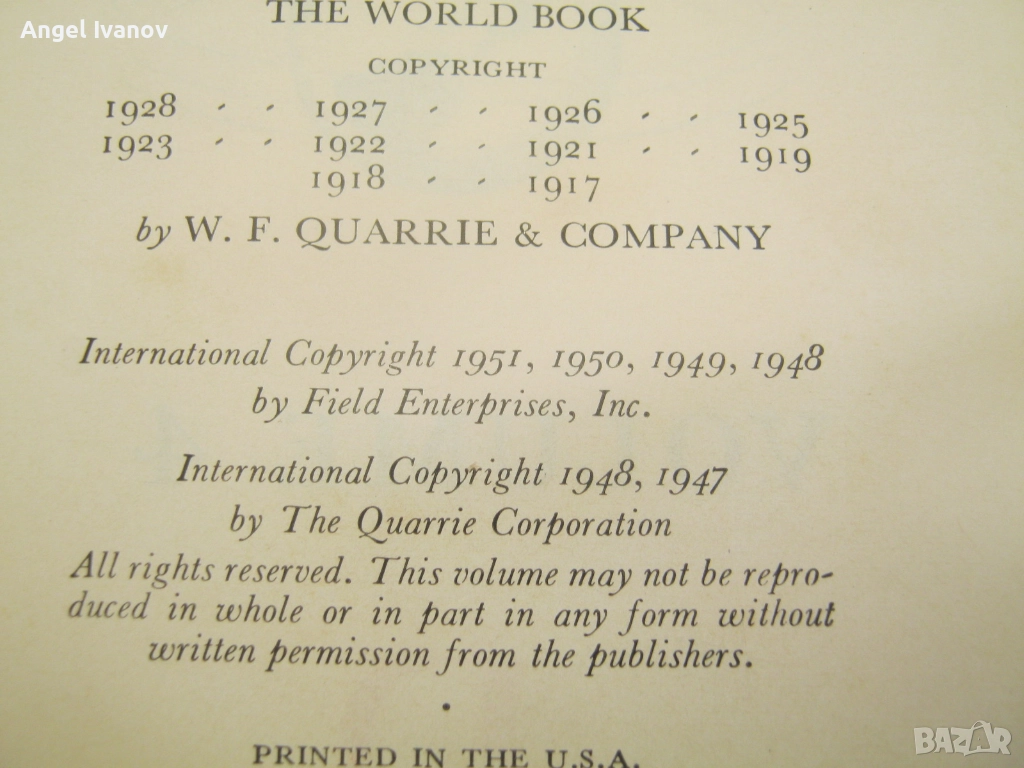 Angel Ivanov
THE WORLD BOOK
COPYRIGHT
1928 · · 1927 · · 1926 · · 1925
1923 · · 1922 · · 1921 · · 1919
1918 · · 1917
by W. F. QUARRIE & COMPANY
International Copyright 1951, 1950, 1949, 1948
by Field Enterprises, Inc.
International Copyright 1948, 1947
by The Quarrie Corporation
All rights reserved. This volume may not be repro-
duced in whole or in part in any form without
written permission from the publishers.
·
PRINTED IN THE U.S.A.
BAZAR